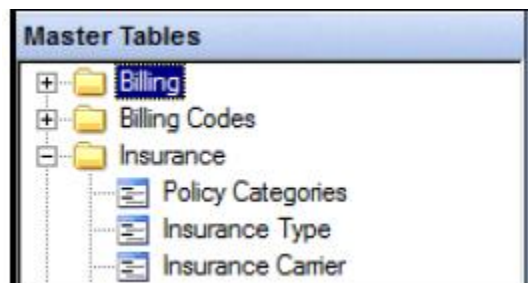 Master Tables
Billing
Billing Codes
Insurance
Policy Categories
Insurance Type
Insurance Carrier